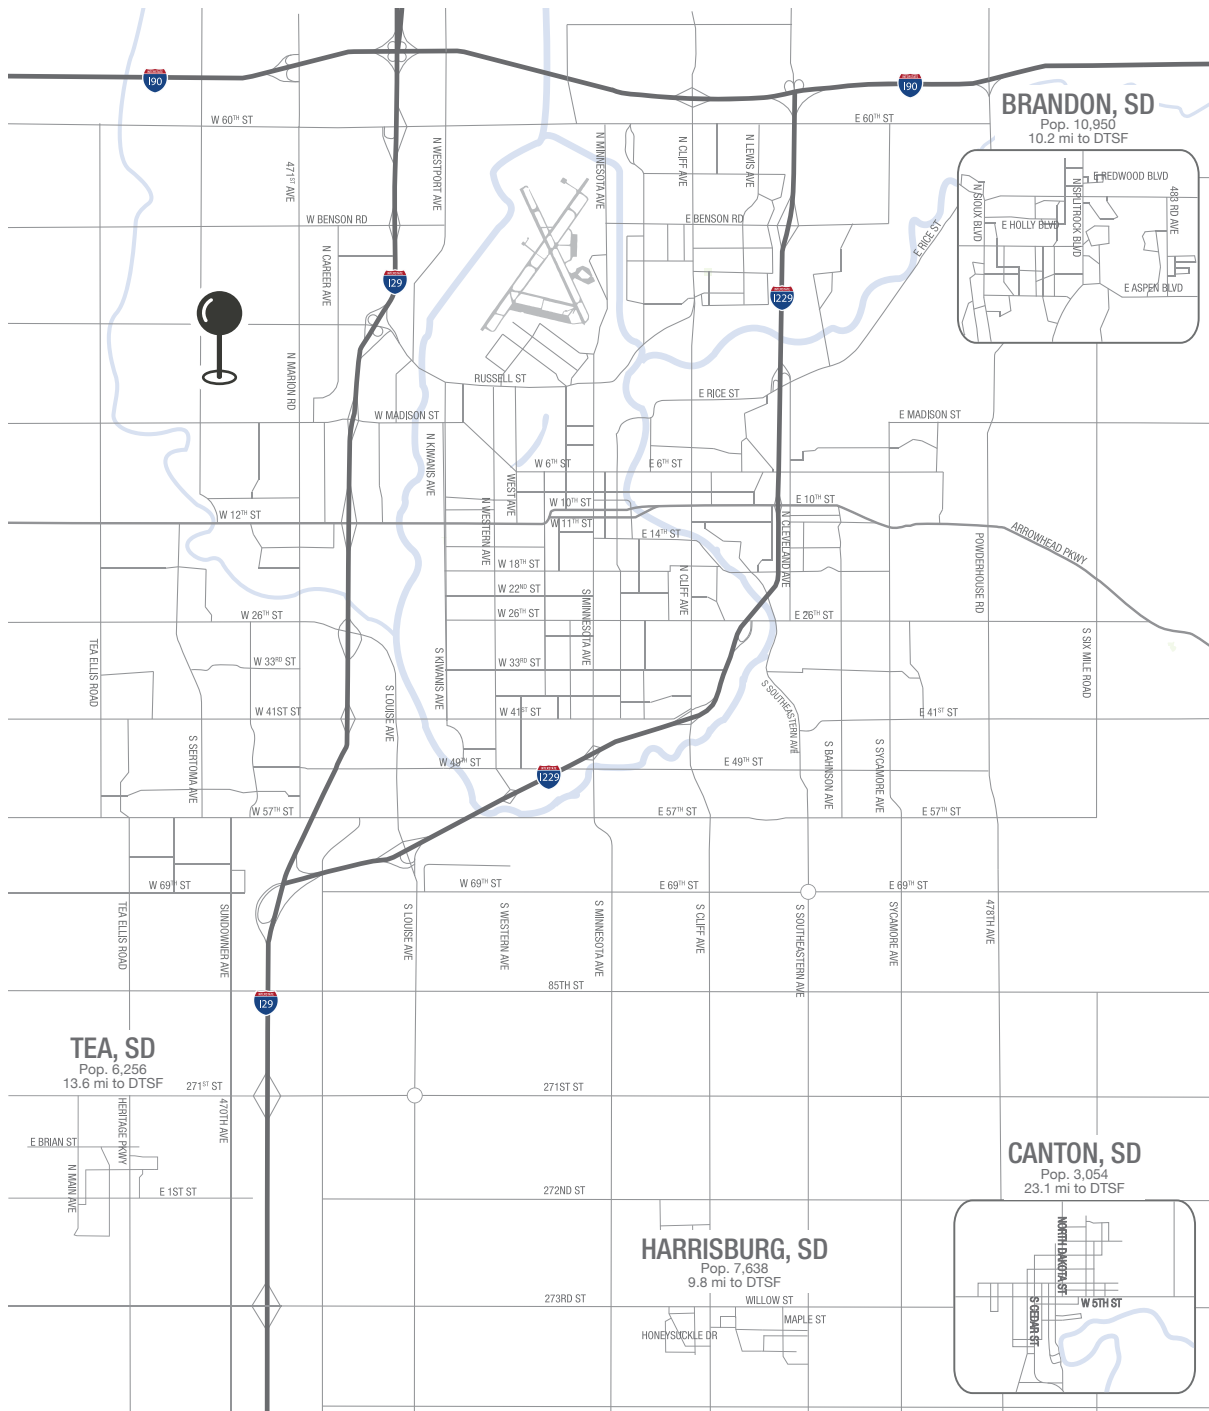 I90
I90
BRANDON, SD
Pop. 10,950
10.2 mi to DTSF
W 60TH ST
E 60TH ST
N WESTPORT AVE
N MINNESOTA AVE
N CLIFF AVE
N LEWIS AVE
471ST AVE
E REDWOOD BLVD
N SIOUX BLVD
N SPLITROCK BLVD
483 RD AVE
E HOLLY BLVD
E ASPEN BLVD
W BENSON RD
E BENSON RD
E RICE ST
N CAREER AVE
I29
I229
N MARION RD
RUSSELL ST
E RICE ST
W MADISON ST
E MADISON ST
N KIWANIS AVE
W 6TH ST
E 6TH ST
WEST AVE
W 10TH ST
E 10TH ST
N WESTERN AVE
W 12TH ST
W 11TH ST
E 14TH ST
N CLEVELAND AVE
ARROWHEAD PKWY
POWDERHOUSE RD
W 18TH ST
N CLIFF AVE
W 22ND ST
S MINNESOTA AVE
W 26TH ST
W 26TH ST
E 26TH ST
TEA ELLIS ROAD
S SIX MILE ROAD
W 33RD ST
S KIWANIS AVE
W 33RD ST
S LOUISE AVE
S SOUTHEASTERN AVE
W 41ST ST
W 41ST ST
E 41ST ST
S SERTOMA AVE
S BAHNSON AVE
S SYCAMORE AVE
W 49TH ST
I229
E 49TH ST
W 57TH ST
E 57TH ST
E 57TH ST
W 69TH ST
W 69TH ST
E 69TH ST
E 69TH ST
TEA ELLIS ROAD
SUNDOWNER AVE
S LOUISE AVE
S WESTERN AVE
S MINNESOTA AVE
S CLIFF AVE
S SOUTHEASTERN AVE
SYCAMORE AVE
478TH AVE
85TH ST
I29
TEA, SD
Pop. 6,256
13.6 mi to DTSF
271ST ST
271ST ST
HERITAGE PKWY
470TH AVE
E BRIAN ST
N MAIN AVE
E 1ST ST
272ND ST
CANTON, SD
Pop. 3,054
23.1 mi to DTSF
NORTH DAKOTA ST
W 5TH ST
S CEDAR ST
HARRISBURG, SD
Pop. 7,638
9.8 mi to DTSF
273RD ST
WILLOW ST
MAPLE ST
HONEYSUCKLE DR